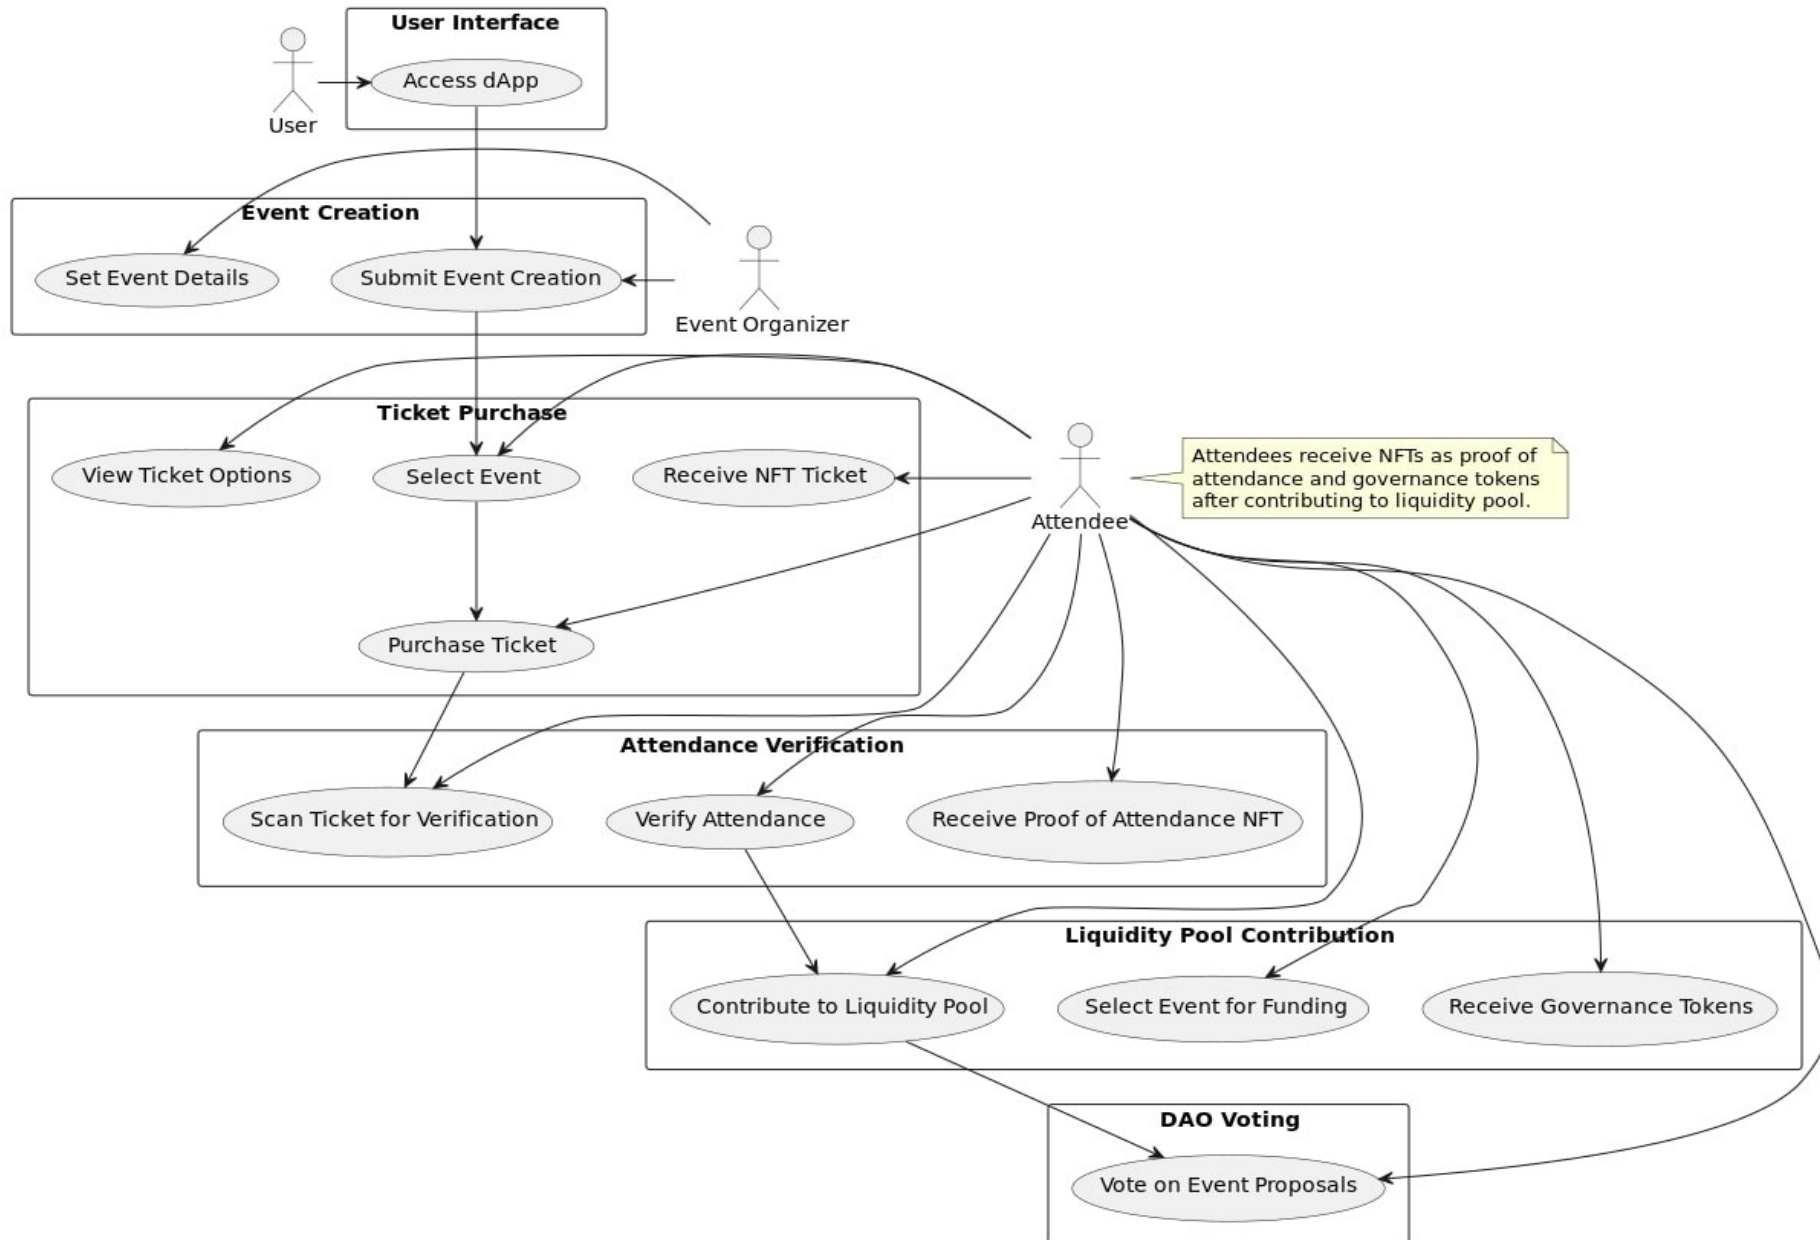 User Interface
Access dApp
User
Event Creation
Set Event Details
Submit Event Creation
Event Organizer
Ticket Purchase
View Ticket Options
Select Event
Receive NFT Ticket
Attendee
Attendees receive NFTs as proof of
attendance and governance tokens
after contributing to liquidity pool.
Purchase Ticket
Attendance Verification
Scan Ticket for Verification
Verify Attendance
Receive Proof of Attendance NFT
Liquidity Pool Contribution
Contribute to Liquidity Pool
Select Event for Funding
Receive Governance Tokens
DAO Voting
Vote on Event Proposals